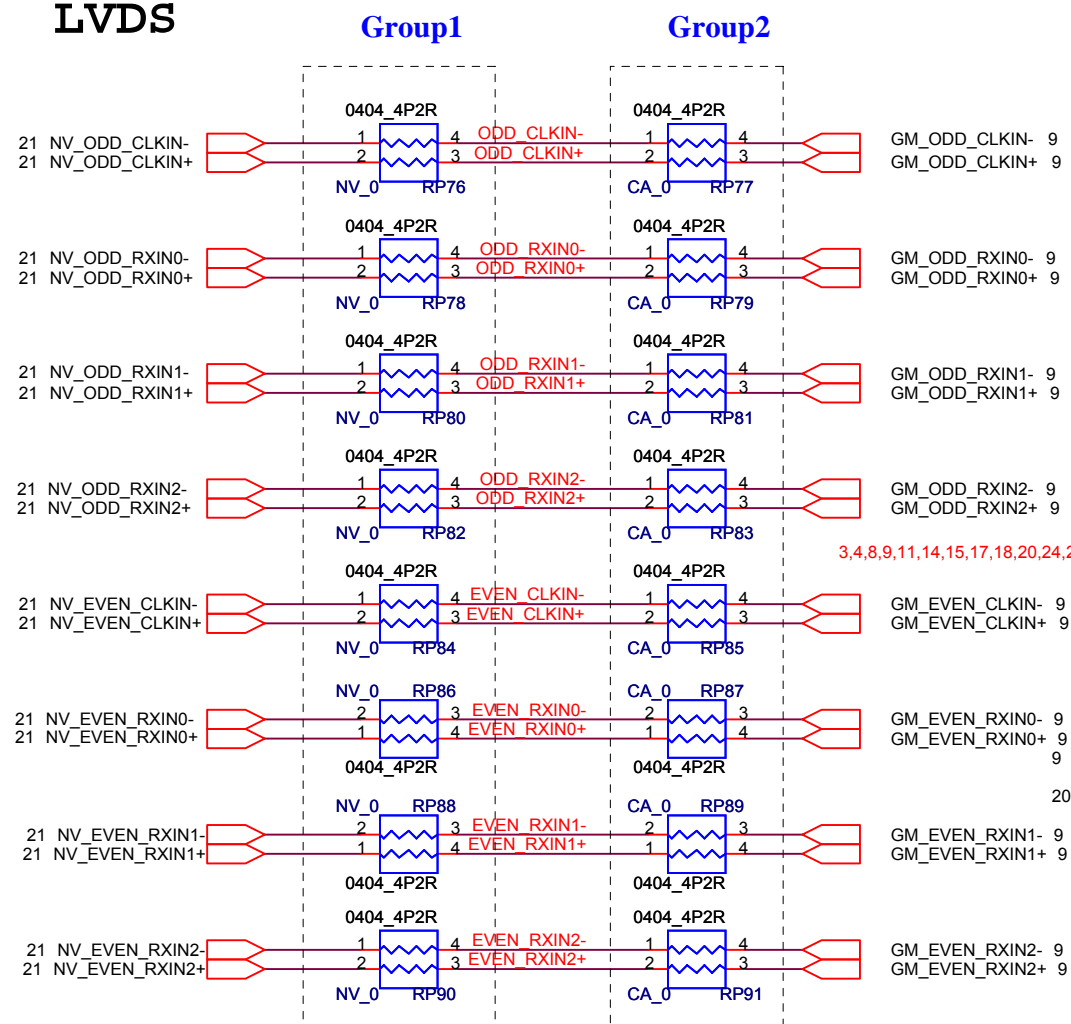 LVDS
Group1 Group2
0404_4P2R 0404_4P2R
21 NV_ODD_CLKIN- 1 4 ODD_CLKIN- 1 4 GM_ODD_CLKIN- 9
21 NV_ODD_CLKIN+ 2 3 ODD_CLKIN+ 2 3 GM_ODD_CLKIN+ 9
NV_0 RP76 CA_0 RP77
0404_4P2R 0404_4P2R
21 NV_ODD_RXIN0- 1 4 ODD_RXIN0- 1 4 GM_ODD_RXIN0- 9
21 NV_ODD_RXIN0+ 2 3 ODD_RXIN0+ 2 3 GM_ODD_RXIN0+ 9
NV_0 RP78 CA_0 RP79
0404_4P2R 0404_4P2R
21 NV_ODD_RXIN1- 1 4 ODD_RXIN1- 1 4 GM_ODD_RXIN1- 9
21 NV_ODD_RXIN1+ 2 3 ODD_RXIN1+ 2 3 GM_ODD_RXIN1+ 9
NV_0 RP80 CA_0 RP81
0404_4P2R 0404_4P2R
21 NV_ODD_RXIN2- 1 4 ODD_RXIN2- 1 4 GM_ODD_RXIN2- 9
21 NV_ODD_RXIN2+ 2 3 ODD_RXIN2+ 2 3 GM_ODD_RXIN2+ 9
NV_0 RP82 CA_0 RP83
3,4,8,9,11,14,15,17,18,20,24,
0404_4P2R 0404_4P2R
21 NV_EVEN_CLKIN- 1 4 EVEN_CLKIN- 1 4 GM_EVEN_CLKIN- 9
21 NV_EVEN_CLKIN+ 2 3 EVEN_CLKIN+ 2 3 GM_EVEN_CLKIN+ 9
NV_0 RP84 CA_0 RP85
NV_0 RP86 CA_0 RP87
21 NV_EVEN_RXIN0- 2 3 EVEN_RXIN0- 2 3 GM_EVEN_RXIN0- 9
21 NV_EVEN_RXIN0+ 1 4 EVEN_RXIN0+ 1 4 GM_EVEN_RXIN0+ 9
9
0404_4P2R 0404_4P2R
20
NV_0 RP88 CA_0 RP89
21 NV_EVEN_RXIN1- 2 3 EVEN_RXIN1- 2 3 GM_EVEN_RXIN1- 9
21 NV_EVEN_RXIN1+ 1 4 EVEN_RXIN1+ 1 4 GM_EVEN_RXIN1+ 9
0404_4P2R 0404_4P2R
0404_4P2R 0404_4P2R
21 NV_EVEN_RXIN2- 1 4 EVEN_RXIN2- 1 4 GM_EVEN_RXIN2- 9
21 NV_EVEN_RXIN2+ 2 3 EVEN_RXIN2+ 2 3 GM_EVEN_RXIN2+ 9
NV_0 RP90 CA_0 RP91